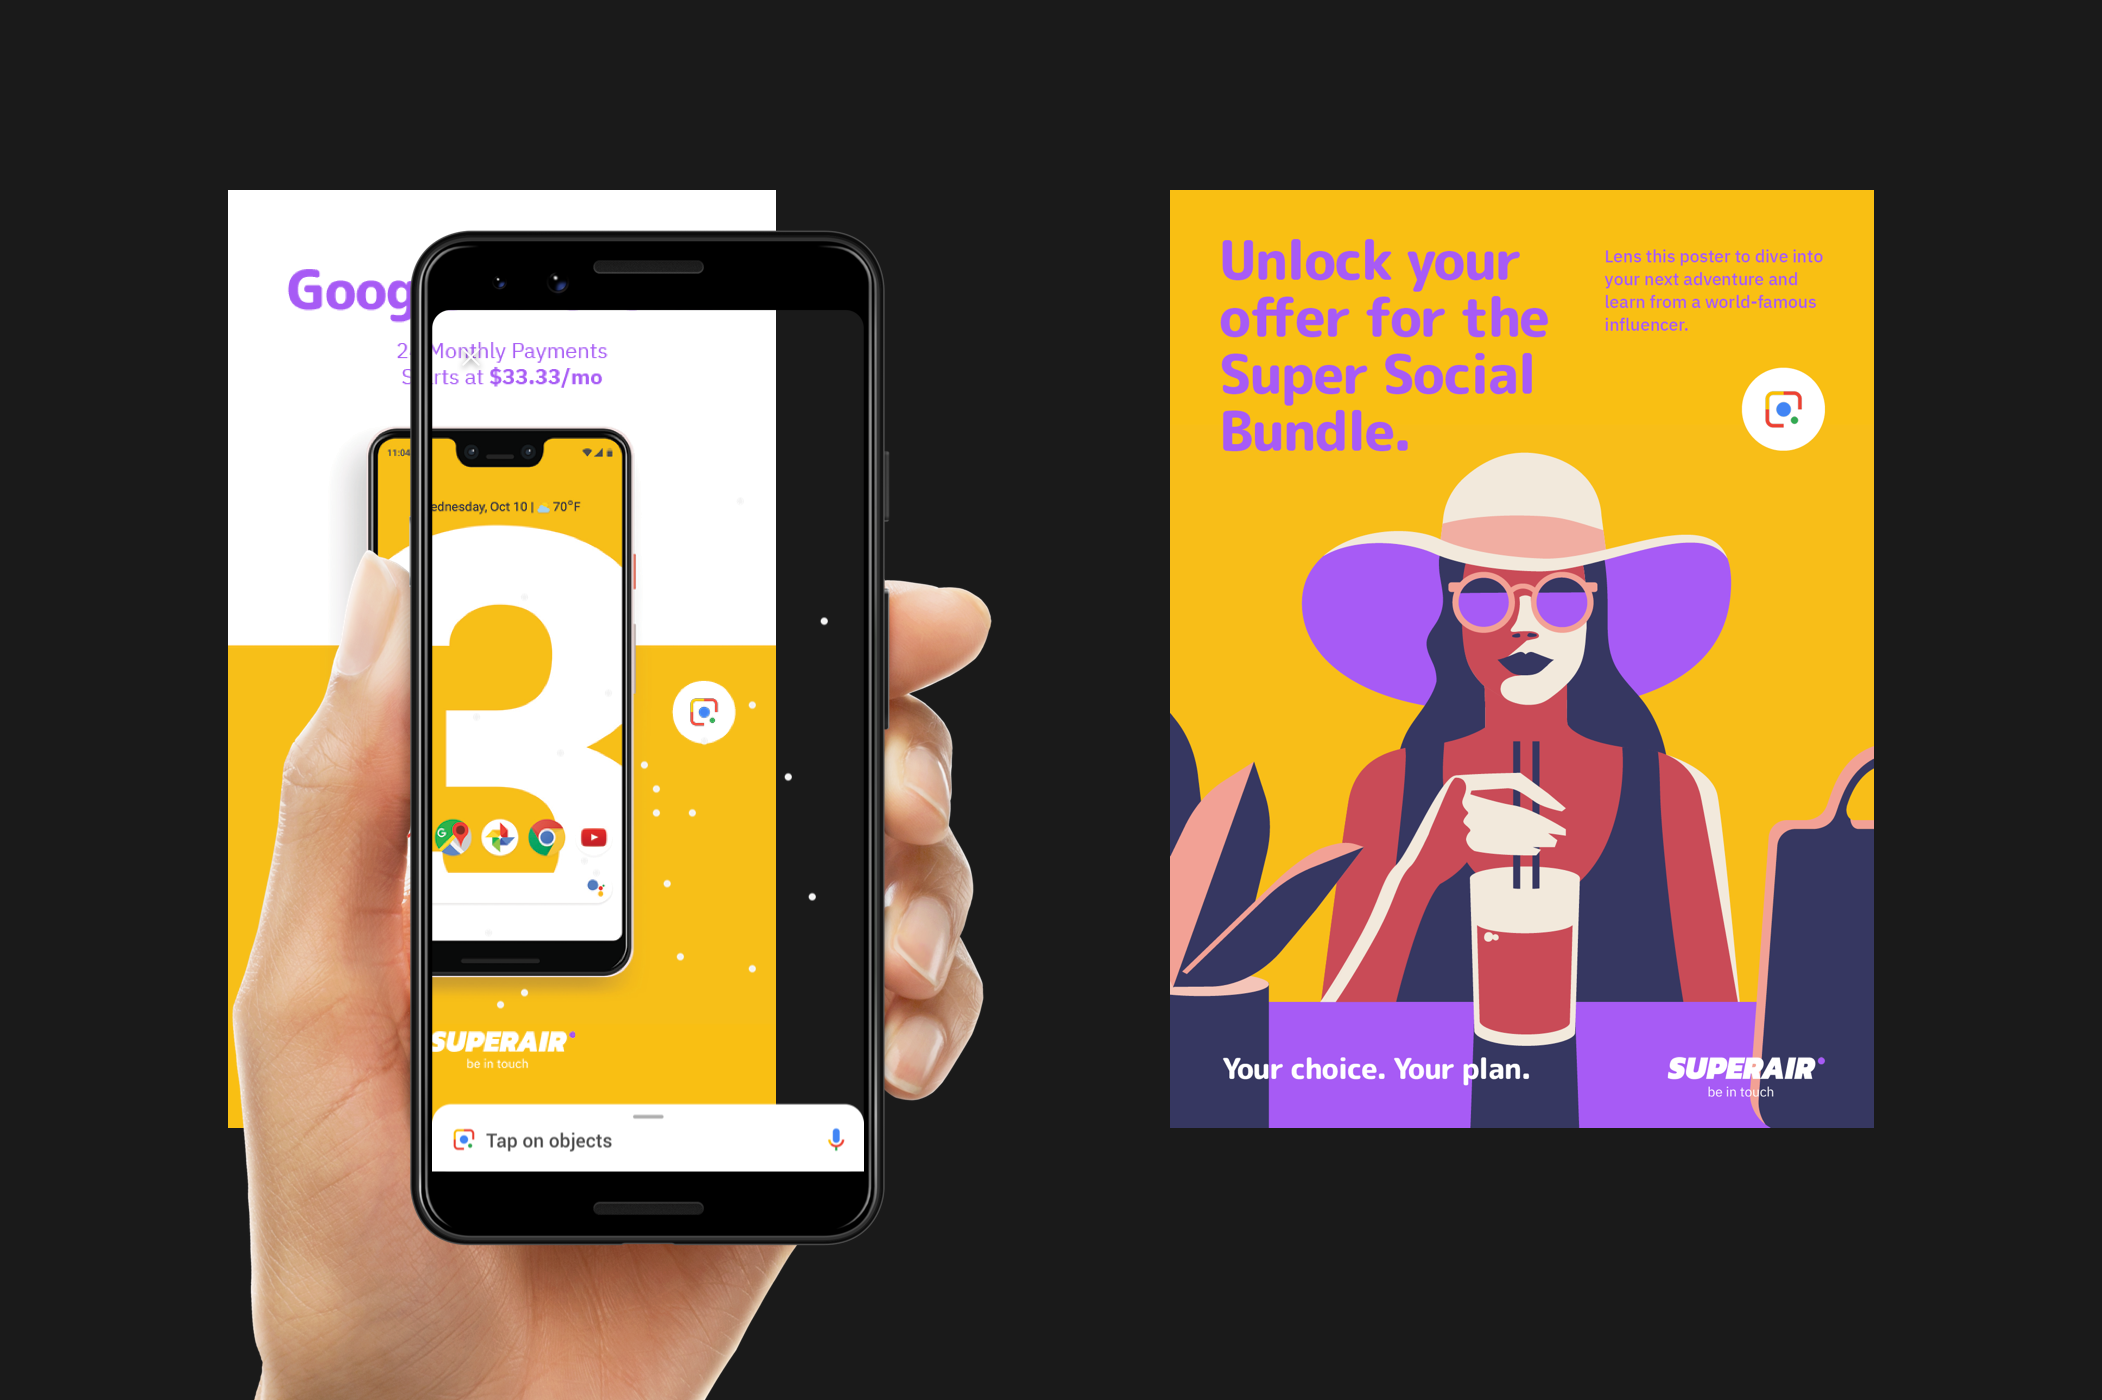 Goog
Monthly Payments
rts at $33.33/mo
11:04
ednesday, Oct 10 | 70°F
3
G
SUPERAIR
be in touch
Tap on objects
Unlock your
offer for the
Super Social
Bundle.
Lens this poster to dive into
your next adventure and
learn from a world-famous
influencer.
Your choice. Your plan.
SUPERAIR
be in touch